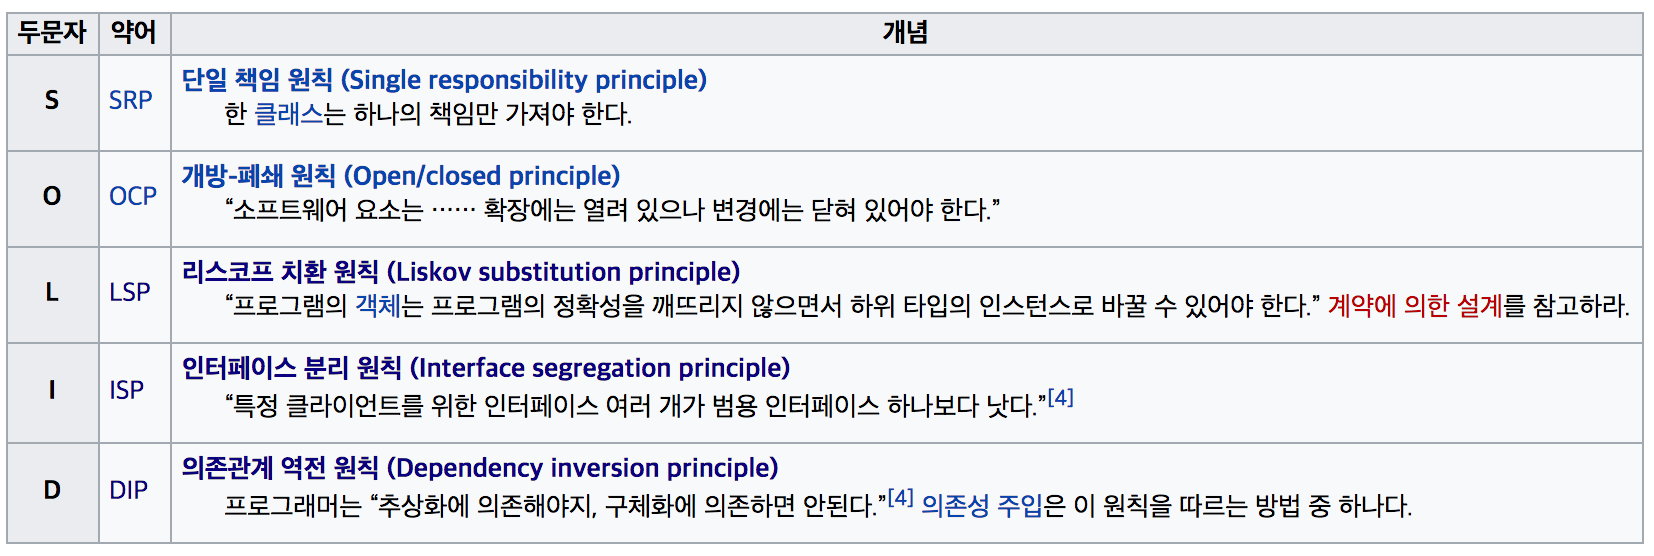 두문자 약어 개념
S SRP 단일 책임 원칙 (Single responsibility principle)
한 클래스는 하나의 책임만 가져야 한다.
O OCP 개방-폐쇄 원칙 (Open/closed principle)
“소프트웨어 요소는 …… 확장에는 열려 있으나 변경에는 닫혀 있어야 한다.”
L LSP 리스코프 치환 원칙 (Liskov substitution principle)
“프로그램의 객체는 프로그램의 정확성을 깨뜨리지 않으면서 하위 타입의 인스턴스로 바꿀 수 있어야 한다.” 계약에 의한 설계를 참고하라.
I ISP 인터페이스 분리 원칙 (Interface segregation principle)
“특정 클라이언트를 위한 인터페이스 여러 개가 범용 인터페이스 하나보다 낫다.”[4]
D DIP 의존관계 역전 원칙 (Dependency inversion principle)
프로그래머는 “추상화에 의존해야지, 구체화에 의존하면 안된다.”[4] 의존성 주입은 이 원칙을 따르는 방법 중 하나다.